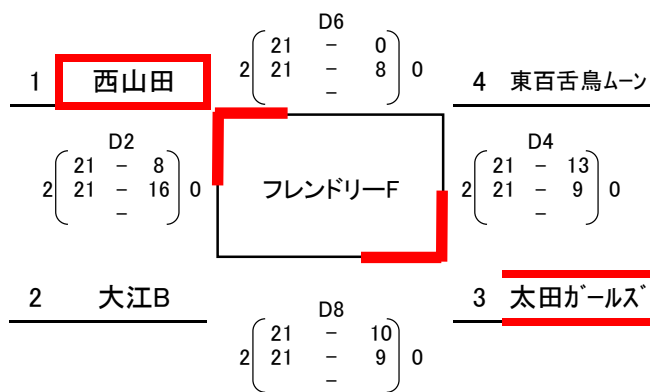 D6
21 － 0
2 21 － 8 0
－
1 西山田
4 東百舌鳥ムーン
D2
21 － 8
2 21 － 16 0
－
フレンドリーF
D4
21 － 13
2 21 － 9 0
－
2 大江B
3 太田ｶﾞｰﾙｽﾞ
D8
21 － 10
2 21 － 9 0
－